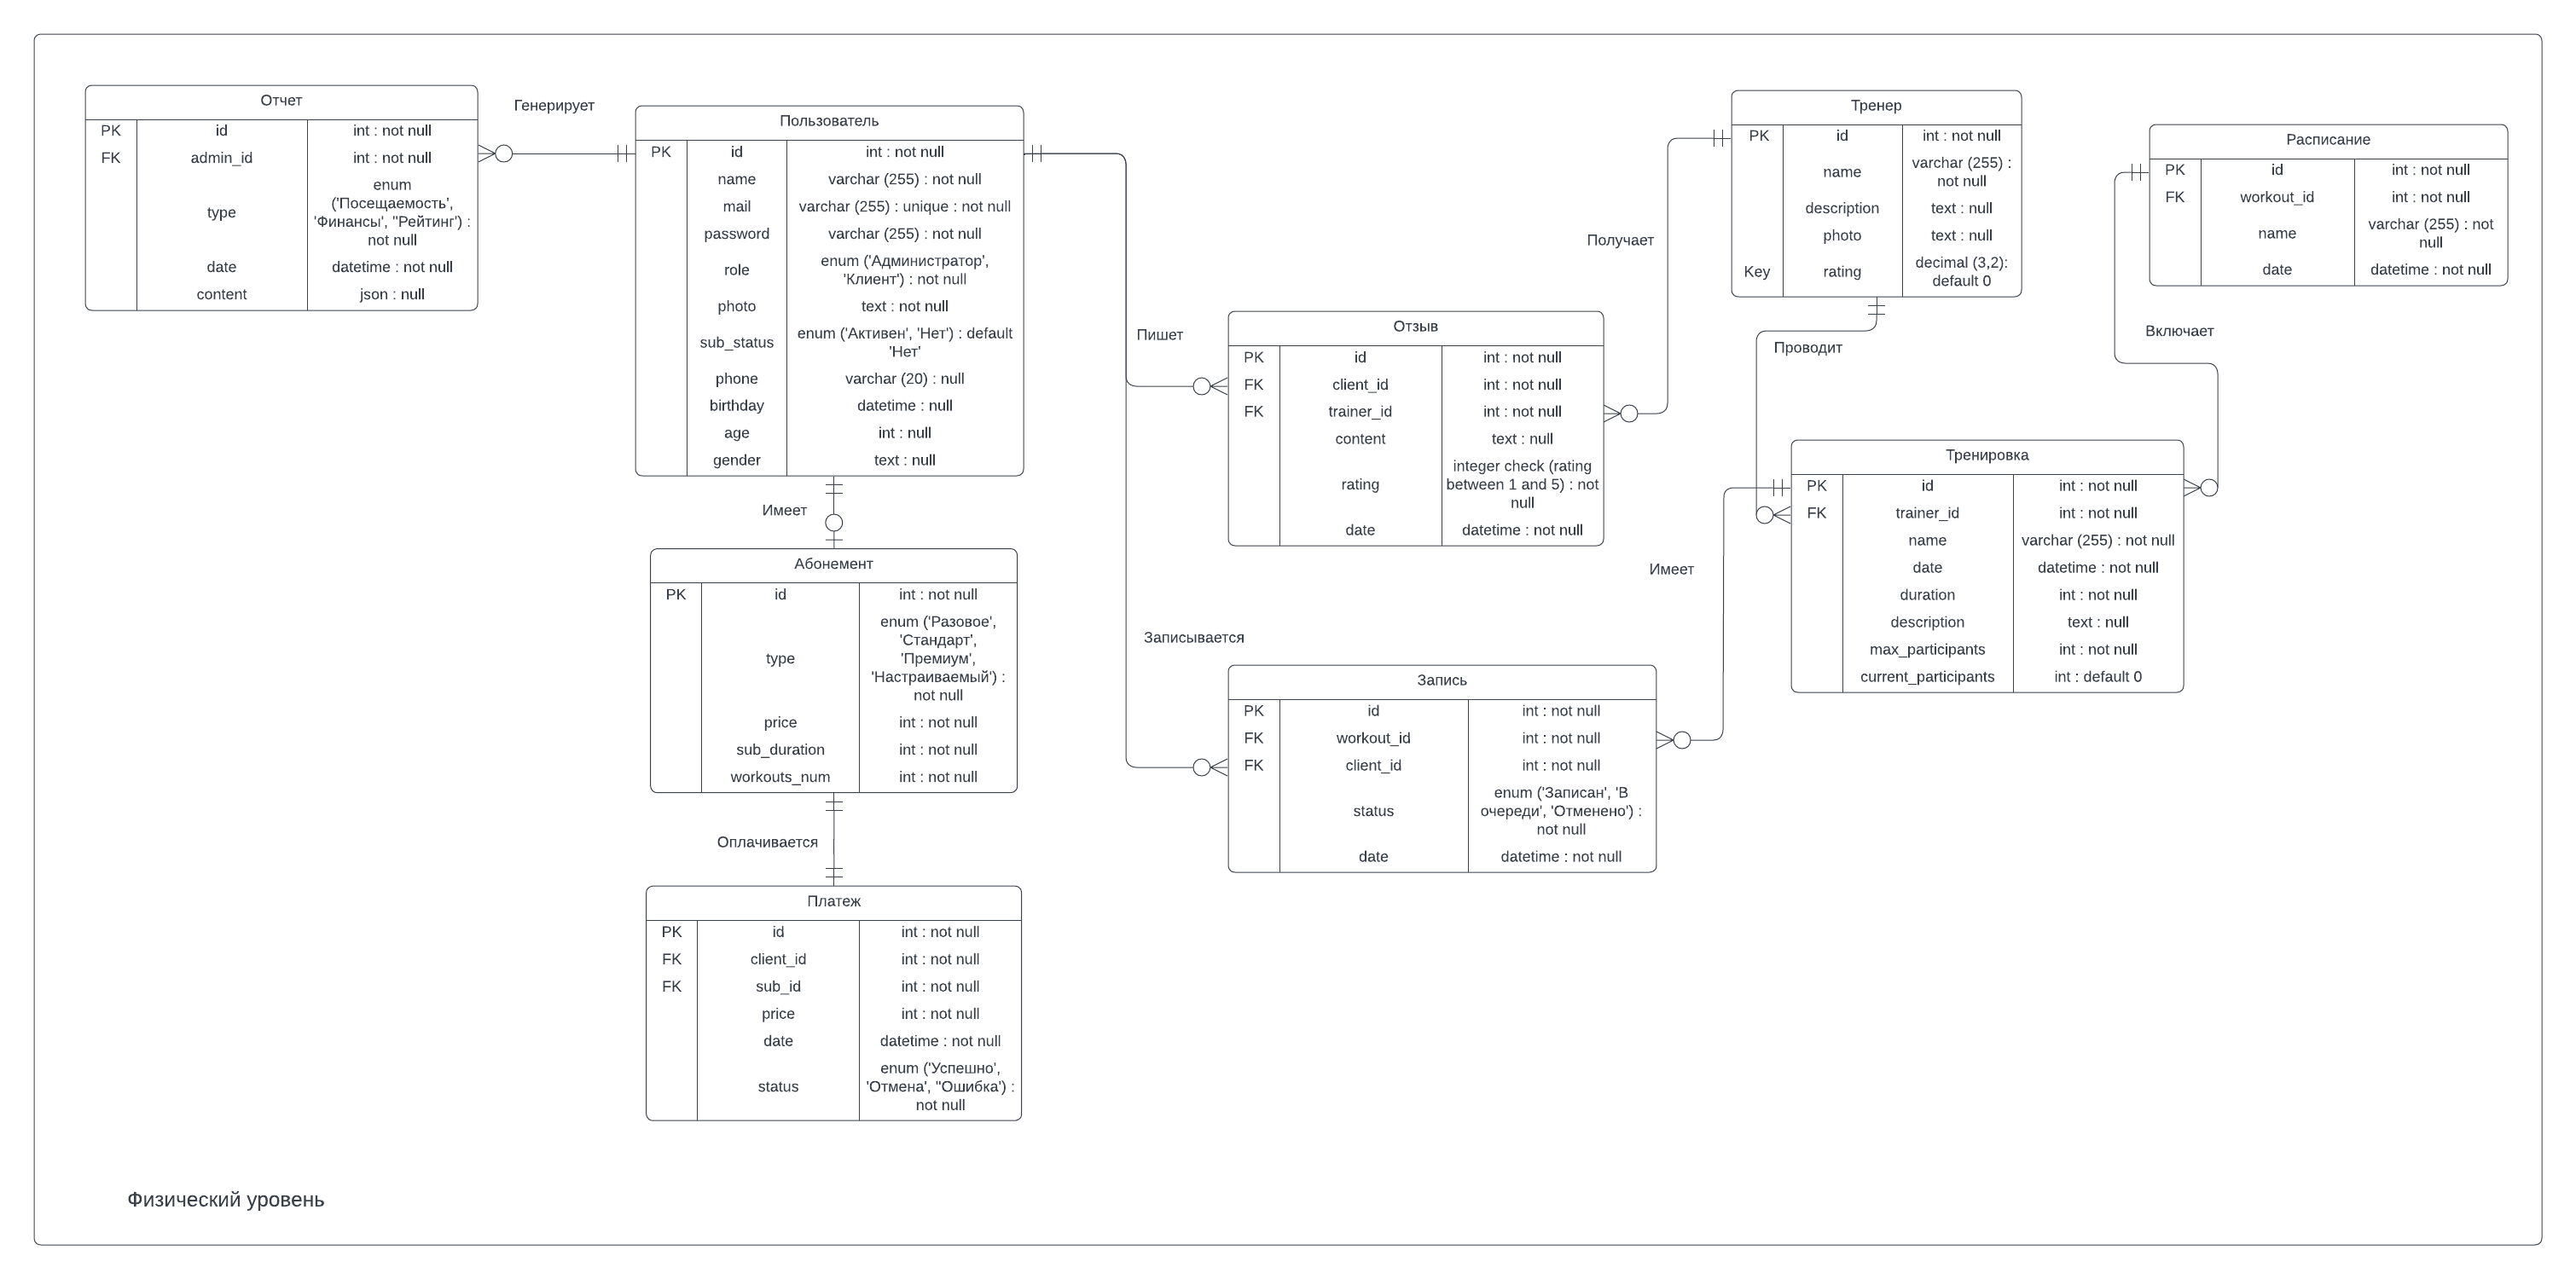 Отчет
PK id int : not null
FK admin_id int : not null
type enum
('Посещаемость',
'Финансы', "Рейтинг') :
not null
date datetime : not null
content json : null
Генерирует
Пользователь
PK id int : not null
name varchar (255) : not null
mail varchar (255) : unique : not null
password varchar (255) : not null
role enum ('Администратор',
'Клиент') : not null
photo text : not null
sub_status enum ('Активен', 'Нет') : default
'Нет'
phone varchar (20) : null
birthday datetime : null
age int : null
gender text : null
Имеет
Абонемент
PK id int : not null
type enum ('Разовое',
'Стандарт',
'Премиум',
'Настраиваемый') :
not null
price int : not null
sub_duration int : not null
workouts_num int : not null
Оплачивается
Платеж
PK id int : not null
FK client_id int : not null
FK sub_id int : not null
price int : not null
date datetime : not null
status enum ('Успешно',
'Отмена', "Ошибка') :
not null
Пишет
Отзыв
PK id int : not null
FK client_id int : not null
FK trainer_id int : not null
content text : null
rating integer check (rating
between 1 and 5) : not
null
date datetime : not null
Записывается
Запись
PK id int : not null
FK workout_id int : not null
FK client_id int : not null
status enum ('Записан', 'В
очереди', 'Отменено') :
not null
date datetime : not null
Получает
Тренер
PK id int : not null
name varchar (255) :
not null
description text : null
photo text : null
Key rating decimal (3,2):
default 0
Проводит
Имеет
Тренировка
PK id int : not null
FK trainer_id int : not null
name varchar (255) : not null
date datetime : not null
duration int : not null
description text : null
max_participants int : not null
current_participants int : default 0
Расписание
PK id int : not null
FK workout_id int : not null
name varchar (255) : not
null
date datetime : not null
Включает
Физический уровень